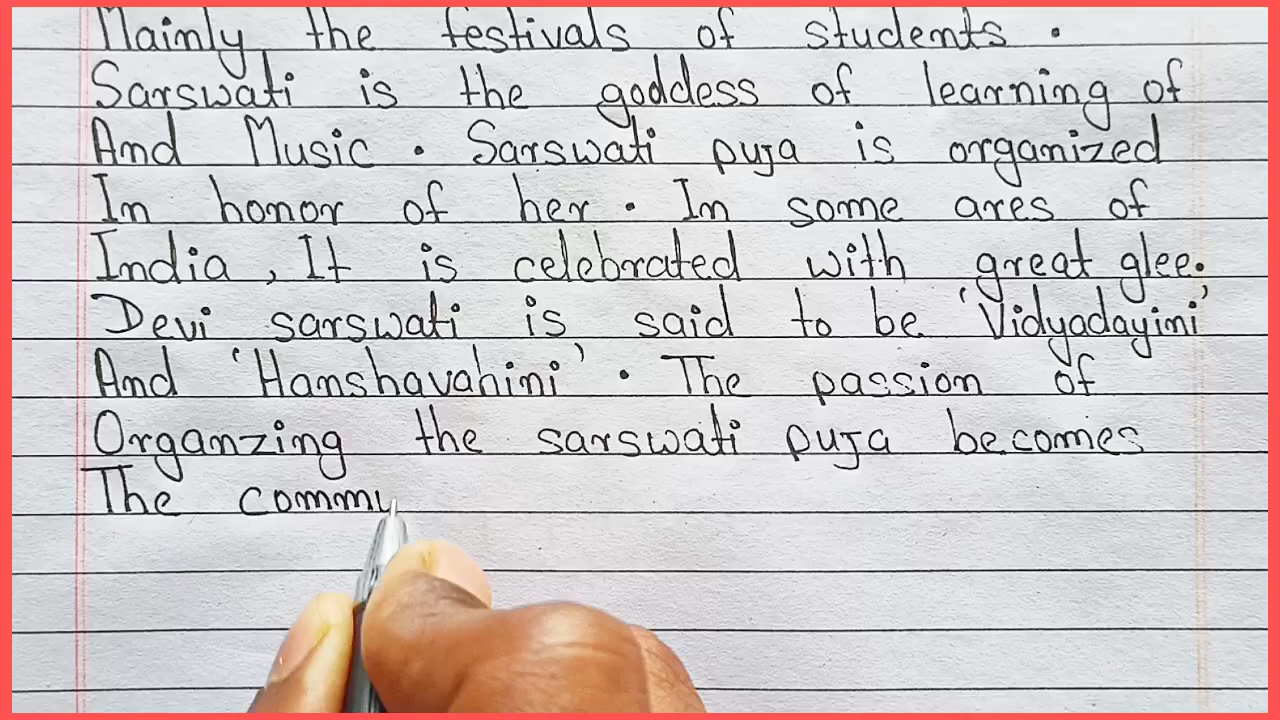 Mainly the festivals of students .
Sarswati is the goddess of learning of
And Music . Sarswati puja is organized
In honor of her . In some ares of
India , It is celebrated with great glee.
Devi sarswati is said to be 'Vidyadayini'
And 'Hanshavahini' . The passion of
Organzing the sarswati puja becomes
The commu